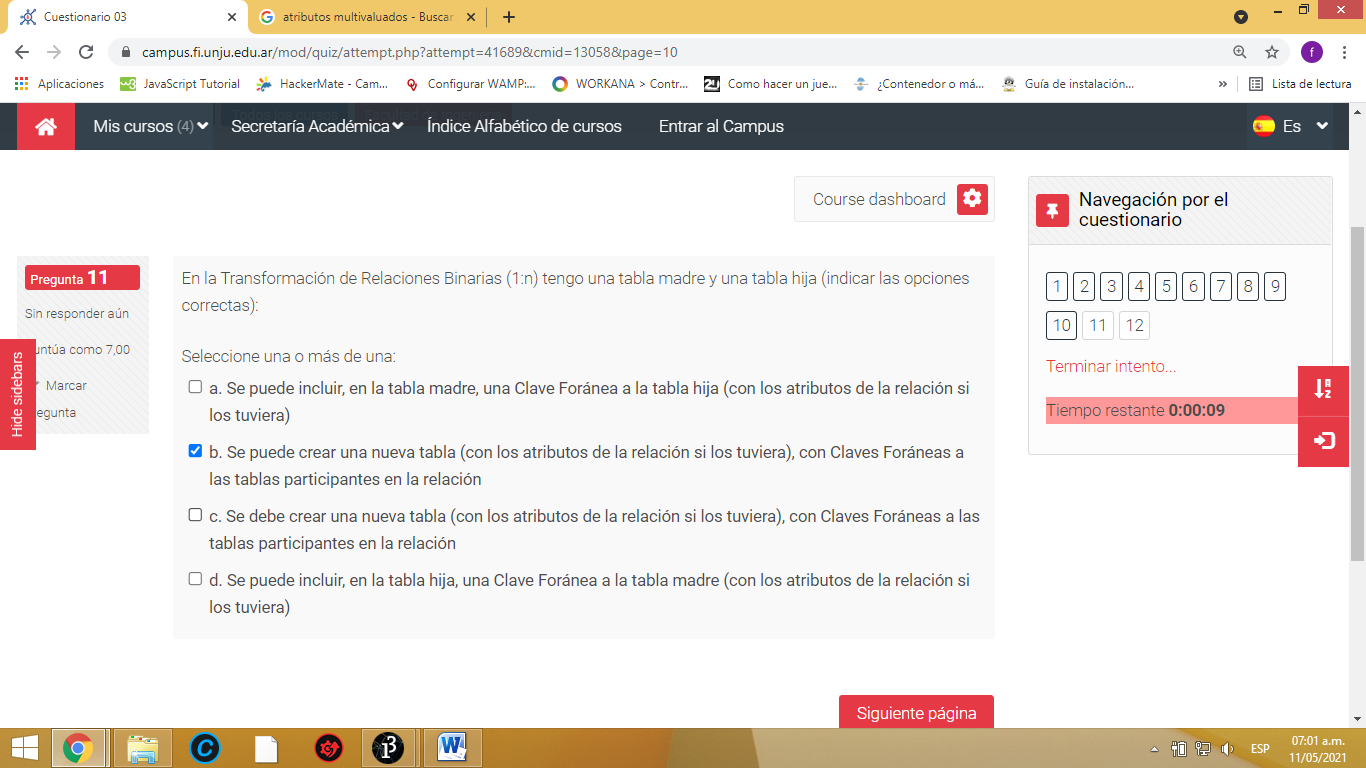 Cuestionario 03
atributos multivaluados - Buscar
campus.fi.unju.edu.ar/mod/quiz/attempt.php?attempt=41689&cmid=13058&page=10
f
Aplicaciones
JavaScript Tutorial
HackerMate - Cam...
Configurar WAMP:...
WORKANA > Contr...
Como hacer un jue...
¿Contenedor o má...
Guía de instalación...
»
Lista de lectura
Mis cursos (4)
Secretaría Académica
Índice Alfabético de cursos
Entrar al Campus
Es
Course dashboard
Navegación por el
cuestionario
Pregunta 11
Sin responder aún
untúa como 7,00
Marcar
egunta
Hide sidebars
En la Transformación de Relaciones Binarias (1:n) tengo una tabla madre y una tabla hija (indicar las opciones
correctas):
Seleccione una o más de una:
a. Se puede incluir, en la tabla madre, una Clave Foránea a la tabla hija (con los atributos de la relación si
los tuviera)
b. Se puede crear una nueva tabla (con los atributos de la relación si los tuviera), con Claves Foráneas a
las tablas participantes en la relación
c. Se debe crear una nueva tabla (con los atributos de la relación si los tuviera), con Claves Foráneas a las
tablas participantes en la relación
d. Se puede incluir, en la tabla hija, una Clave Foránea a la tabla madre (con los atributos de la relación si
los tuviera)
1 2 3 4 5 6 7 8 9
10 11 12
Terminar intento...
Tiempo restante 0:00:09
Siguiente página
ESP
07:01 a.m.
11/05/2021